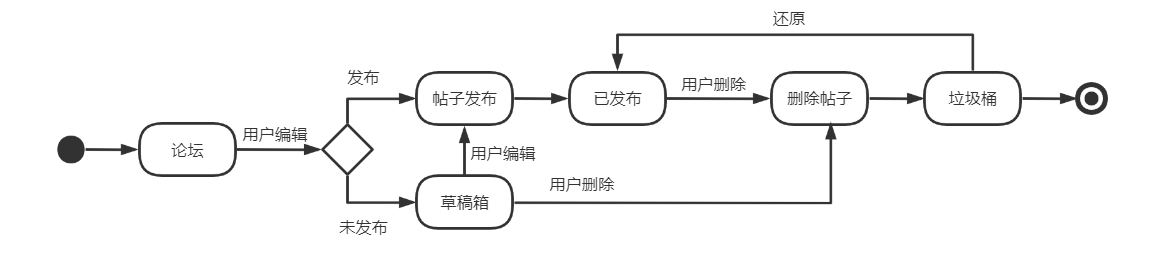 还原
发布
用户删除
帖子发布
已发布
删除帖子
垃圾桶
用户编辑
论坛
用户编辑
用户删除
草稿箱
未发布